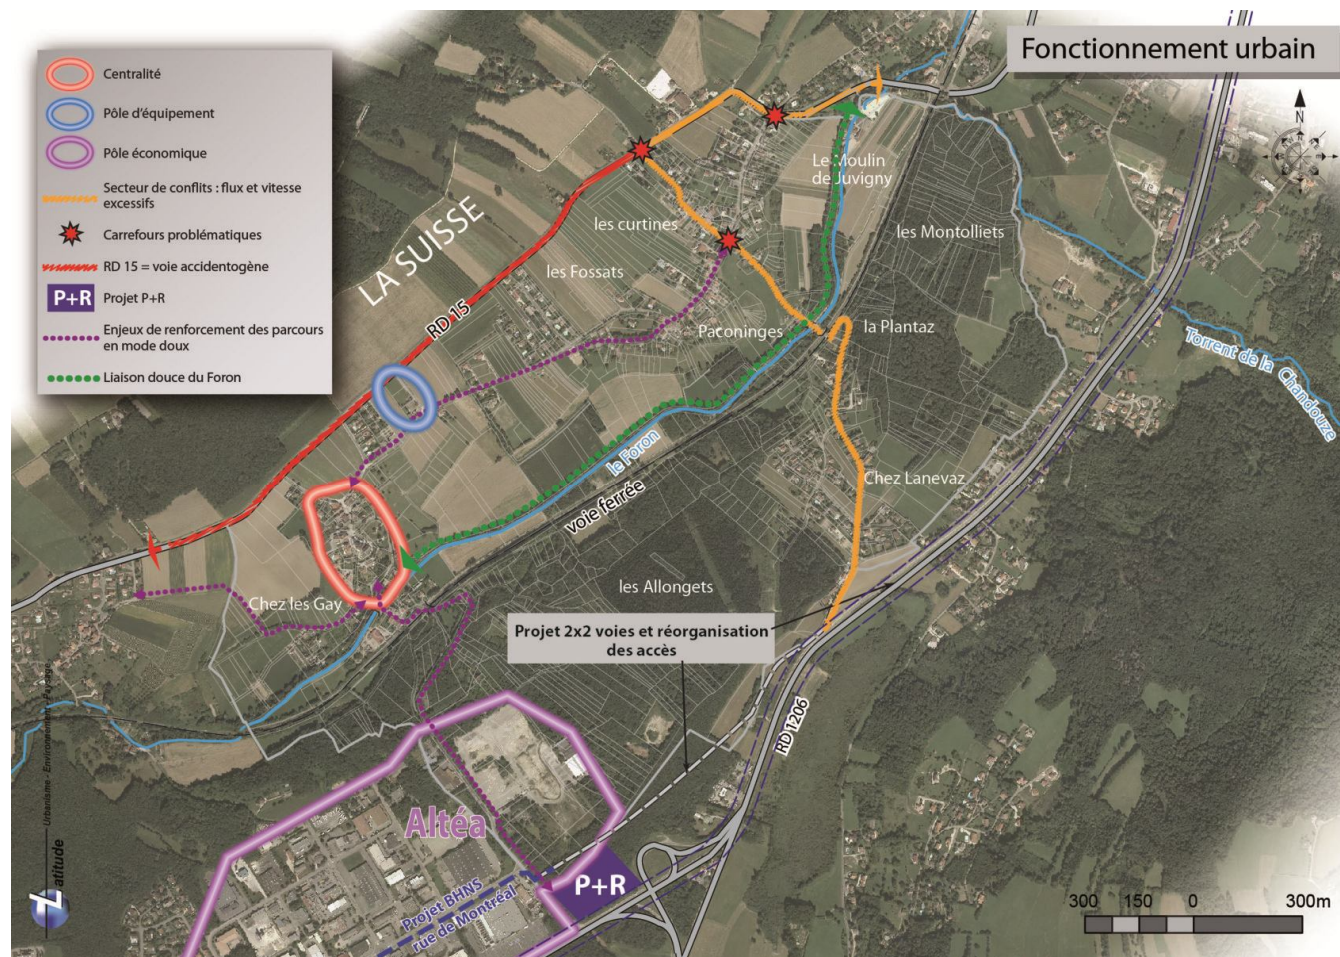 Fonctionnement urbain
Centralité
Pôle d'équipement
Pôle économique
Secteur de conflits : flux et vitesse
excessifs
Carrefours problématiques
RD 15 = voie accidentogène
P+R
Projet P+R
Enjeux de renforcement des parcours
en mode doux
Liaison douce du Foron
N
LA SUISSE
RD 15
Le Moulin
de Juvigny
les curtines
les Montolliets
les Fossats
Paconinges
la Plantaz
Torrent de la Chandouze
le Foron
voie ferrée
Chez Lanevaz
Chez les Gay
les Allongets
Projet 2x2 voies et réorganisation
des accès
RD 1206
Altéa
P+R
Projet BHNS
rue de Montréal
Urbanisme - Environnement - Paysage
atitude
300 150 0 300m